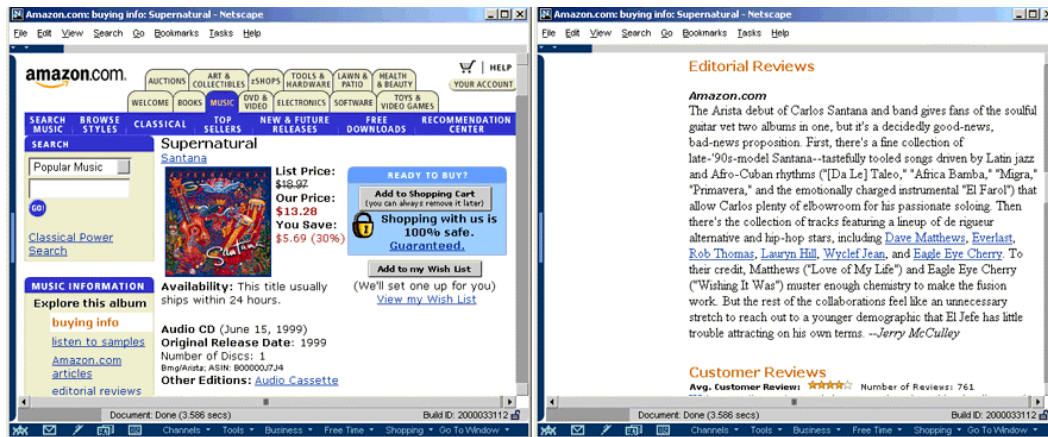 Amazon.com: buying info: Supernatural - Netscape
File Edit View Search Go Bookmarks Tasks Help
amazon.com.
HELP
YOUR ACCOUNT
AUCTIONS
ART & COLLECTIBLES
zSHOPS
TOOLS & HARDWARE
LAWN & PATIO
HEALTH & BEAUTY
WELCOME
BOOKS
MUSIC
DVD & VIDEO
ELECTRONICS
SOFTWARE
TOYS & VIDEO GAMES
SEARCH MUSIC
BROWSE STYLES
CLASSICAL
TOP SELLERS
NEW & FUTURE RELEASES
FREE DOWNLOADS
RECOMMENDATION CENTER
SEARCH
Popular Music
GO!
Classical Power
Search
MUSIC INFORMATION
Explore this album
buying info
listen to samples
Amazon.com
articles
editorial reviews
Supernatural
Santana
Santana
List Price:
$18.97
Our Price:
$13.28
You Save:
$5.69 (30%)
READY TO BUY?
Add to Shopping Cart
(you can always remove it later)
Shopping with us is
100% safe.
Guaranteed.
Add to my Wish List
(We'll set one up for you)
View my Wish List
Availability: This title usually
ships within 24 hours.
Audio CD (June 15, 1999)
Original Release Date: 1999
Number of Discs: 1
Bmg/Arista; ASIN: B00000J7J4
Other Editions: Audio Cassette
Document: Done (3.586 secs)
Build ID: 2000033112
Channels Tools Business Free Time Shopping Go To Window
Amazon.com: buying info: Supernatural - Netscape
File Edit View Search Go Bookmarks Tasks Help
Editorial Reviews
Amazon.com
The Arista debut of Carlos Santana and band gives fans of the soulful
guitar vet two albums in one, but it's a decidedly good-news,
bad-news proposition. First, there's a fine collection of
late-'90s-model Santana--tastefully tooled songs driven by Latin jazz
and Afro-Cuban rhythms ("[Da Le] Taleo," "Africa Bamba," "Migra,"
"Primavera," and the emotionally charged instrumental "El Farol") that
allow Carlos plenty of elbowroom for his passionate soloing. Then
there's the collection of tracks featuring a lineup of de rigueur
alternative and hip-hop stars, including Dave Matthews, Everlast,
Rob Thomas, Lauryn Hill, Wyclef Jean, and Eagle Eye Cherry. To
their credit, Matthews ("Love of My Life") and Eagle Eye Cherry
("Wishing It Was") muster enough chemistry to make the fusion
work. But the rest of the collaborations feel like an unnecessary
stretch to reach out to a younger demographic that El Jefe has little
trouble attracting on his own terms. --Jerry McCulley
Customer Reviews
Avg. Customer Review: Number of Reviews: 761
Document: Done (3.586 secs)
Build ID: 2000033112
Channels Tools Business Free Time Shopping Go To Window